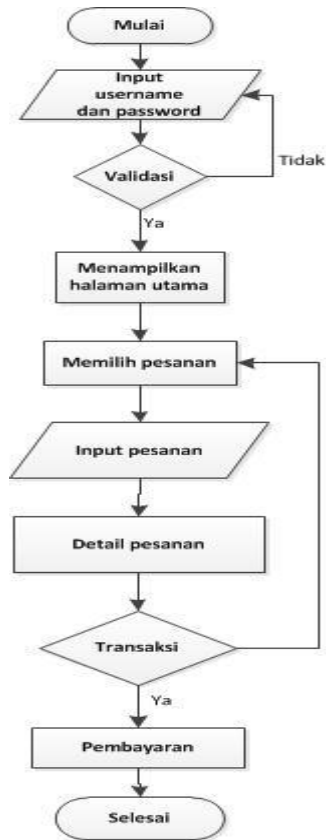 Mulai
Input
username
dan password
Tidak
Validasi
Ya
Menampilkan
halaman utama
Memilih pesanan
Input pesanan
Detail pesanan
Transaksi
Ya
Pembayaran
Selesai